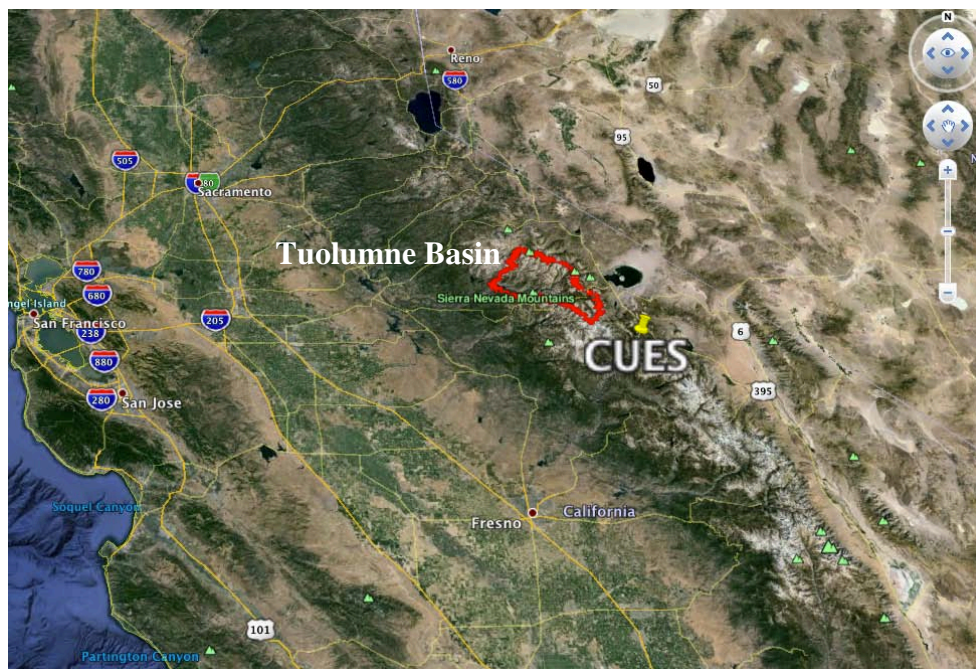 N
Reno
580
50
95
505
80
Sacramento
Tuolumne Basin
780
ngel Island
680
Sierra Nevada Mountains
San Francisco
205
238
6
CUES
880
395
280
San Jose
Soquel Canyon
Fresno
California
101
Partington Canyon